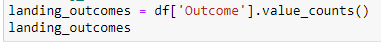 landing_outcomes = df['Outcome'].value_counts()
landing_outcomes